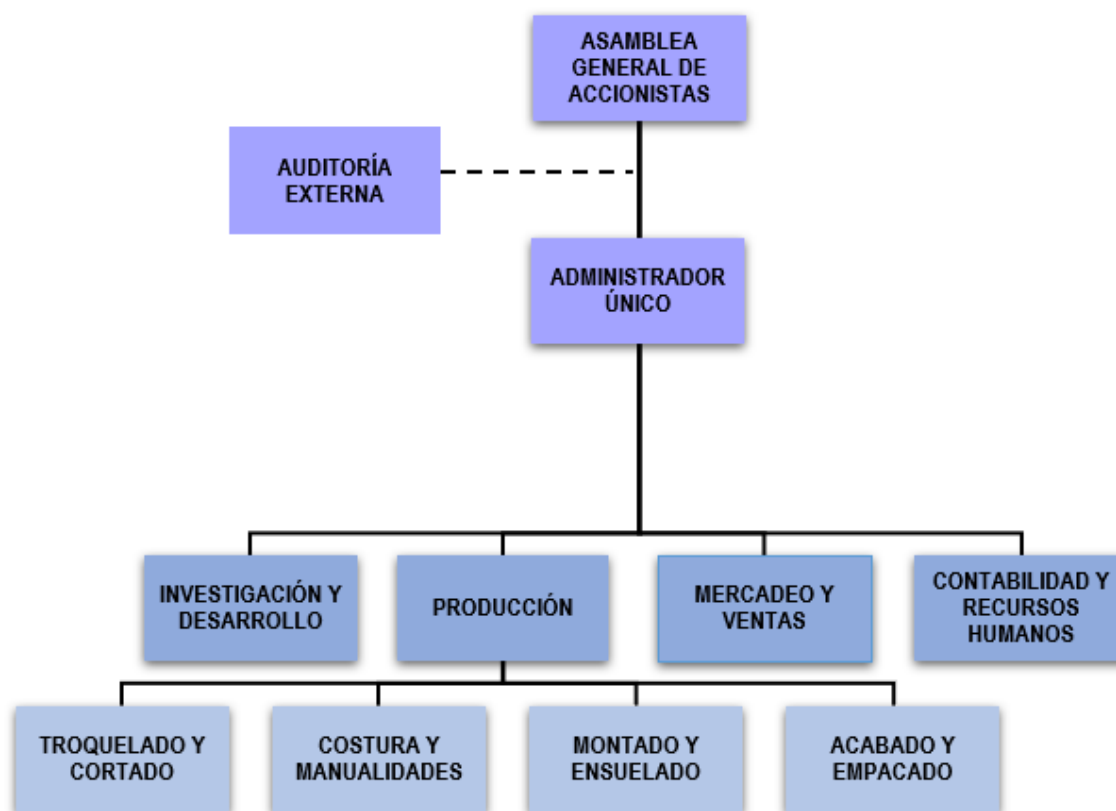 ASAMBLEA
GENERAL DE
ACCIONISTAS
AUDITORÍA
EXTERNA
ADMINISTRADOR
ÚNICO
INVESTIGACIÓN Y
DESARROLLO
PRODUCCIÓN
MERCADEO Y
VENTAS
CONTABILIDAD Y
RECURSOS
HUMANOS
TROQUELADO Y
CORTADO
COSTURA Y
MANUALIDADES
MONTADO Y
ENSUELADO
ACABADO Y
EMPACADO